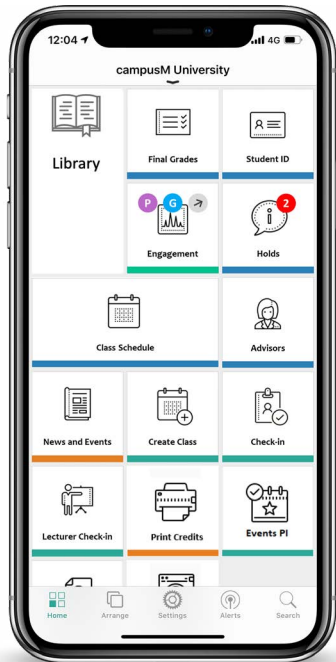 12:04
4G
campusM University
Library
Final Grades
Student ID
P G
2
Engagement
Holds
Class Schedule
Advisors
News and Events
Create Class
Check-in
Lecturer Check-in
Print Credits
Events PI
Home
Arrange
Settings
Alerts
Search